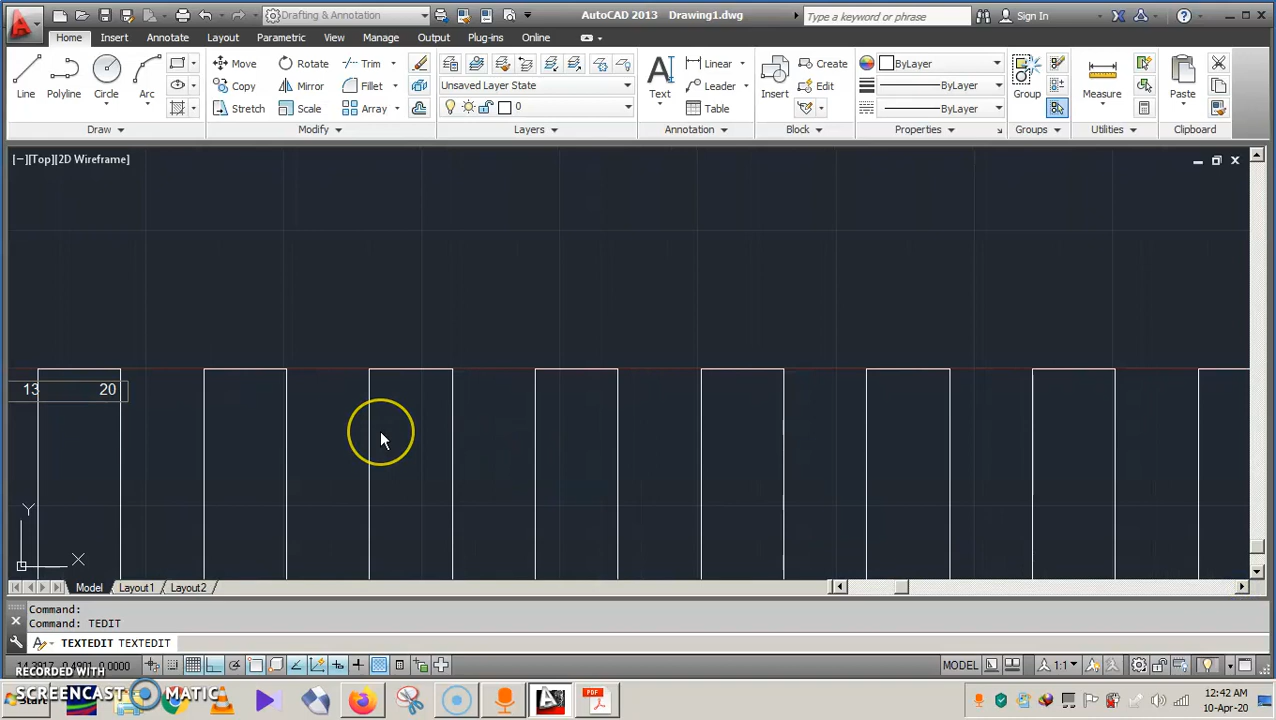 Drafting & Annotation
AutoCAD 2013 Drawing1.dwg
Type a keyword or phrase
Sign In
Home Insert Annotate Layout Parametric View Manage Output Plug-ins Online
Line Polyline Circle Arc
Move Rotate Trim
Copy Mirror Fillet
Stretch Scale Array
Unsaved Layer State
0
Text
Linear
Leader
Table
Insert
Create
Edit
ByLayer
ByLayer
ByLayer
Group
Measure
Paste
Draw Modify Layers Annotation Block Properties Groups Utilities Clipboard
[−][Top][2D Wireframe]
13 20
Y
X
Model Layout1 Layout2
Command:
Command: TEDIT
TEXTEDIT TEXTEDIT
MODEL 1:1
RECORDED WITH
SCREENCAST MATIC
Start
PDF
12:42 AM
10-Apr-20